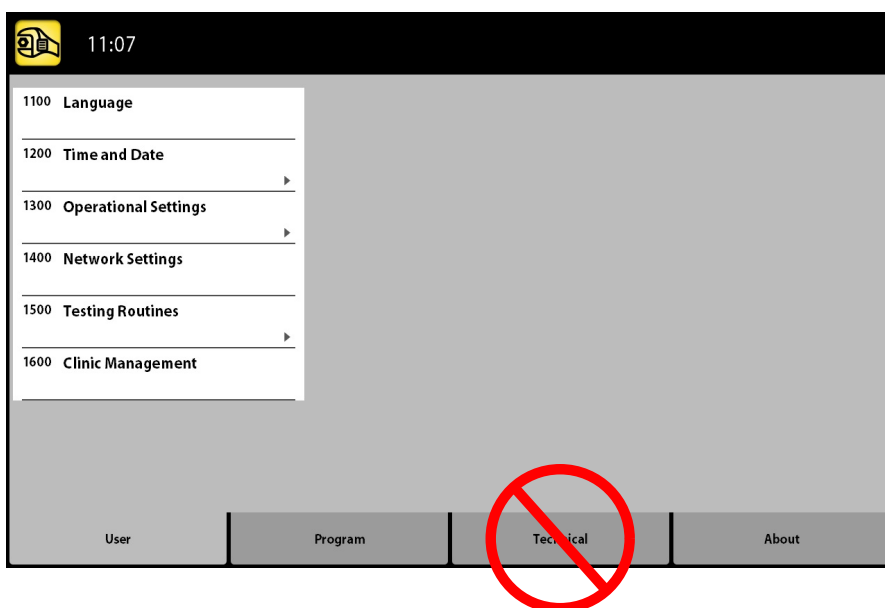 11:07
1100 Language
1200 Time and Date
1300 Operational Settings
1400 Network Settings
1500 Testing Routines
1600 Clinic Management
User Program Technical About